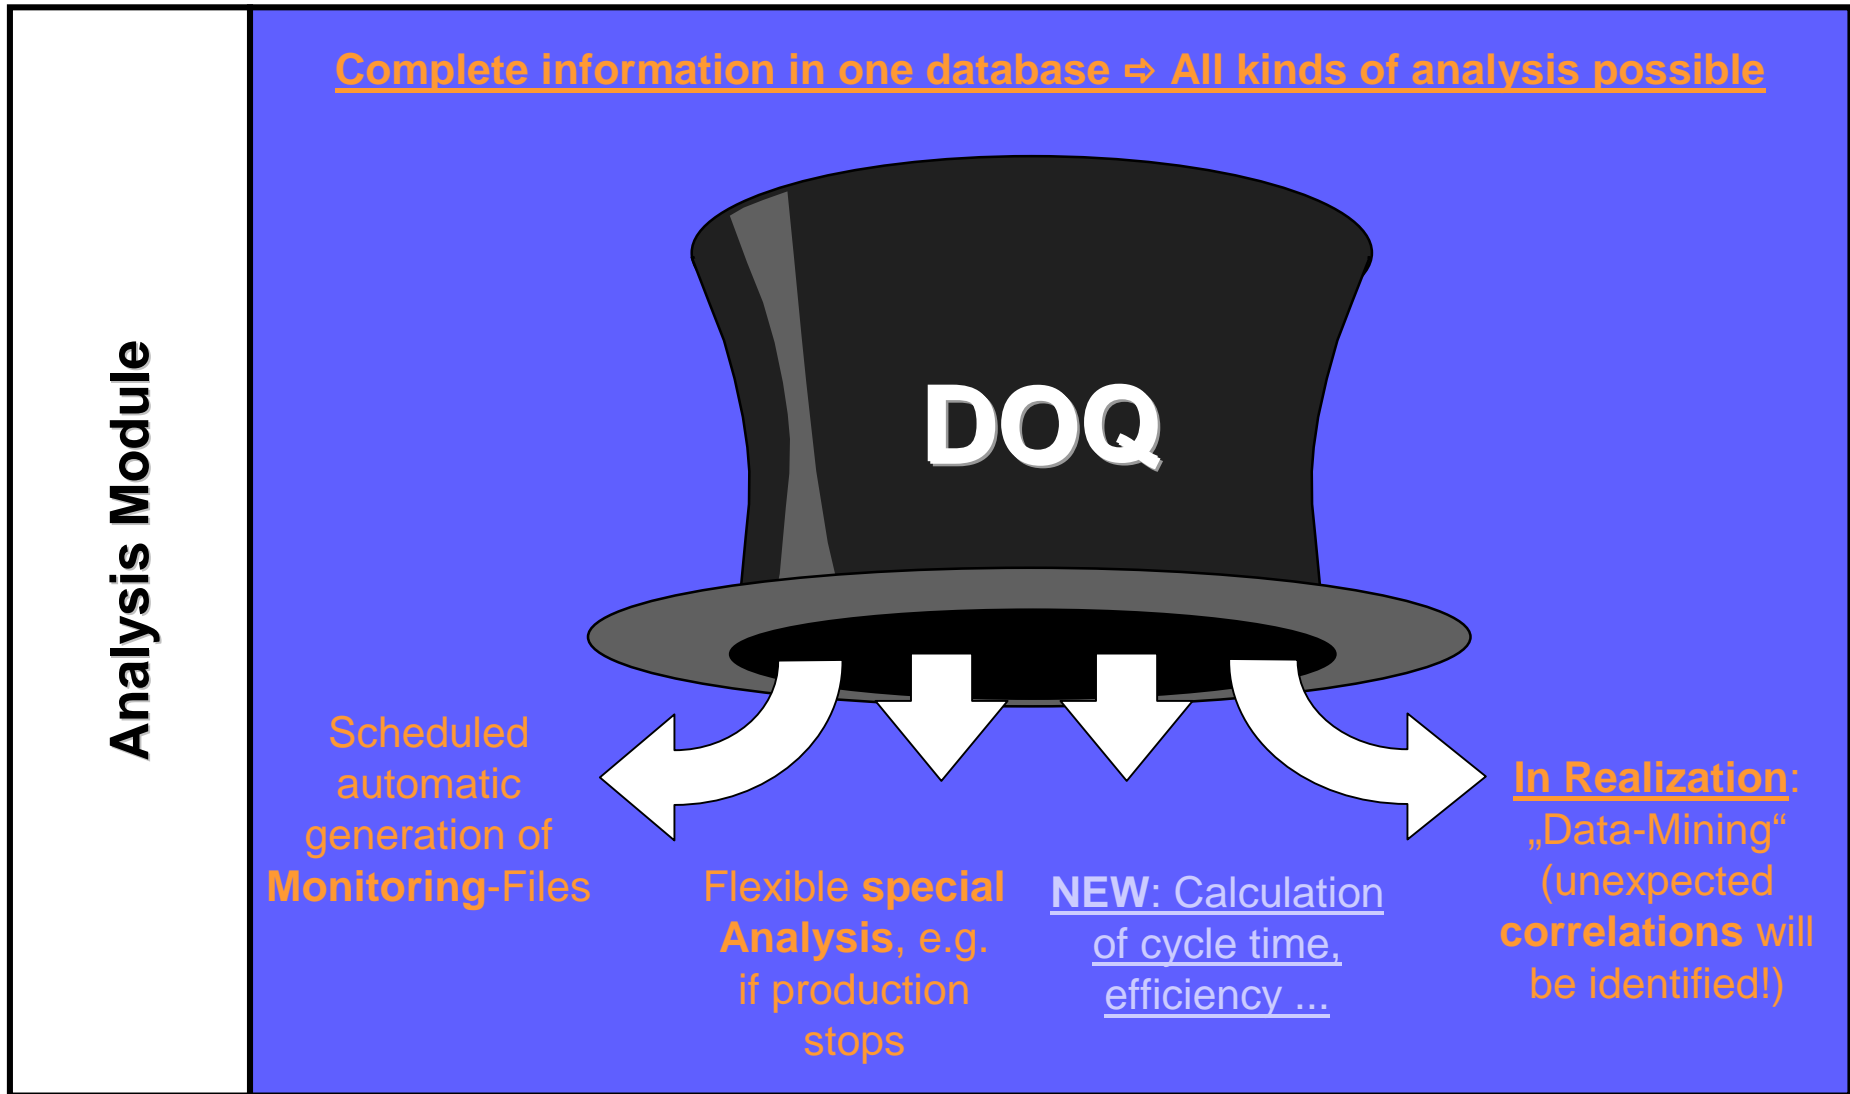 Analysis Module
Complete information in one database ⇨ All kinds of analysis possible
DOQ
Scheduled
automatic
generation of
Monitoring-Files
Flexible special
Analysis, e.g.
if production
stops
NEW: Calculation
of cycle time,
efficiency ...
In Realization:
„Data-Mining“
(unexpected
correlations will
be identified!)